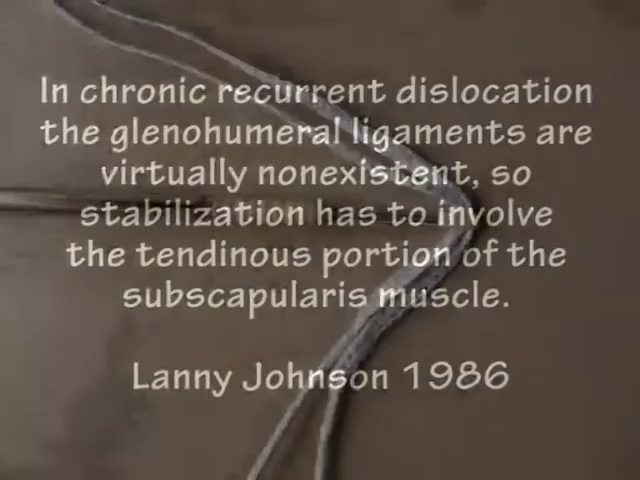 In chronic recurrent dislocation
the glenohumeral ligaments are
virtually nonexistent, so
stabilization has to involve
the tendinous portion of the
subscapularis muscle.
Lanny Johnson 1986